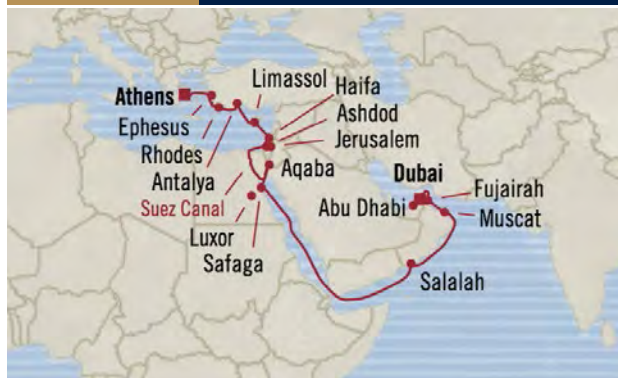 Limassol
Haifa
Athens
Ashdod
Ephesus
Jerusalem
Rhodes
Antalya
Aqaba
Dubai
Suez Canal
Fujairah
Abu Dhabi
Muscat
Luxor
Safaga
Salalah